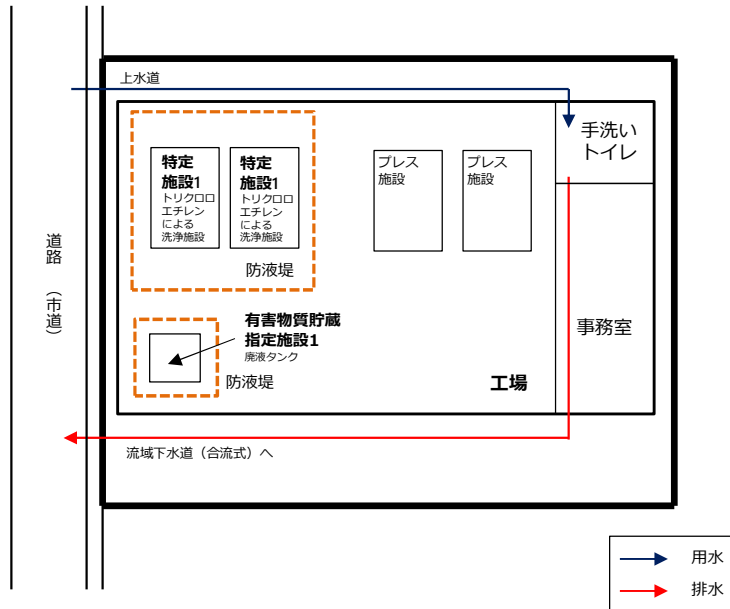 上水道
手洗い
トイレ
特定
施設1
トリクロロ
エチレン
による
洗浄施設
特定
施設1
トリクロロ
エチレン
による
洗浄施設
プレス
施設
プレス
施設
防液堤
道路(市道)
有害物質貯蔵
指定施設1
廃液タンク
防液堤
事務室
工場
流域下水道(合流式)へ
用水
排水